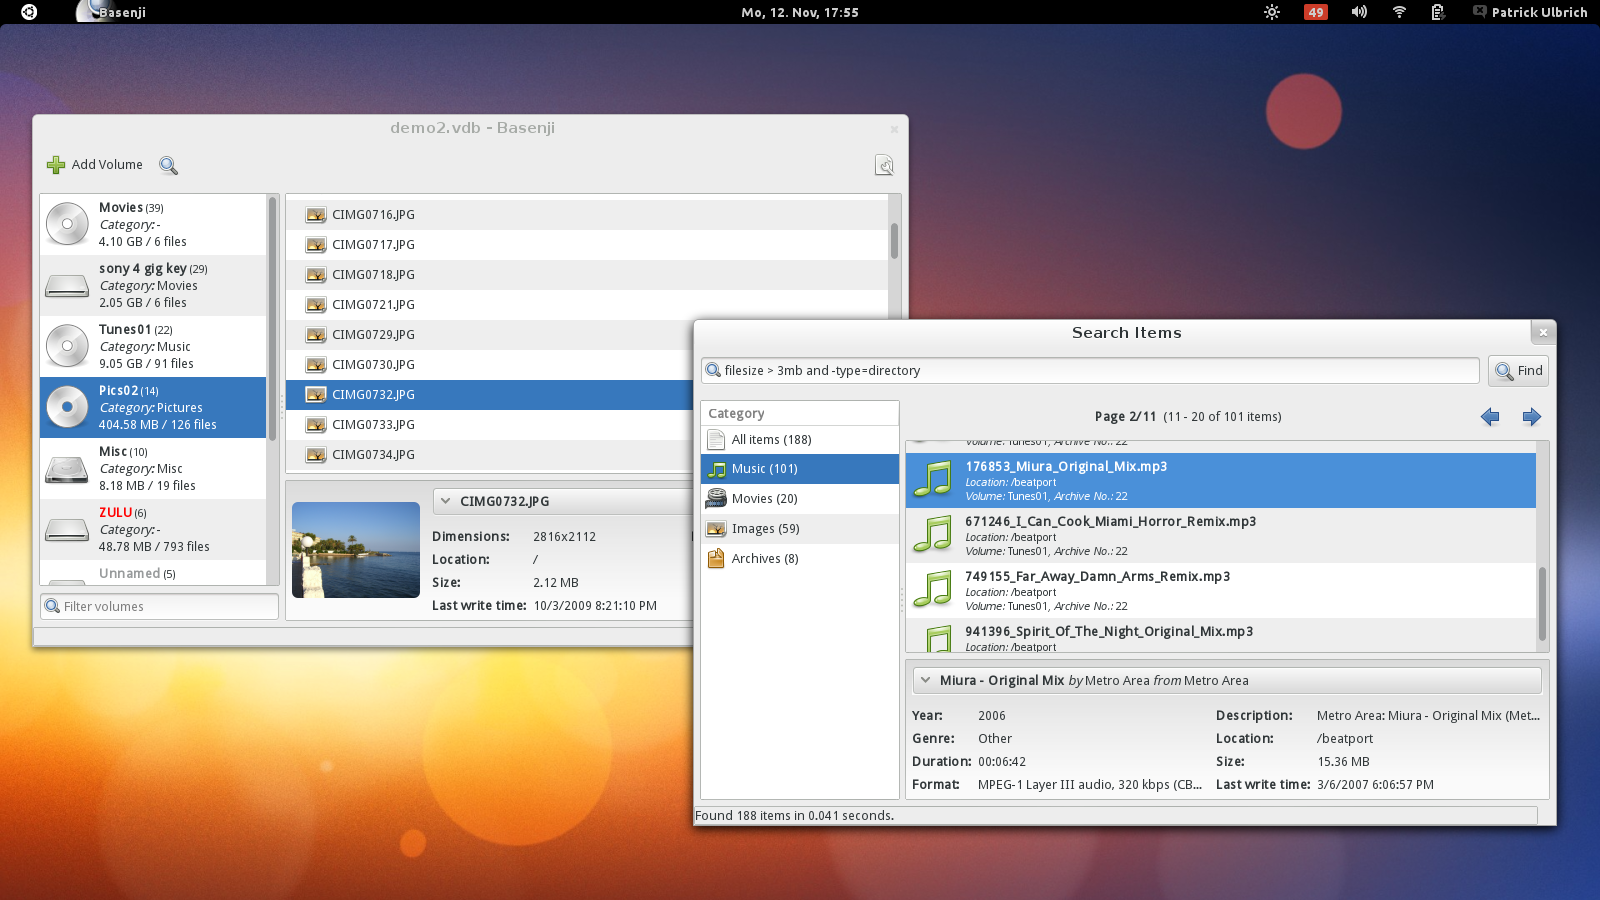 Basenji
Mo, 12. Nov, 17:55
49
Patrick Ulbrich
demo2.vdb - Basenji
Add Volume
Movies (39)
Category: -
4.10 GB / 6 files
sony 4 gig key (29)
Category: Movies
2.05 GB / 6 files
Tunes01 (22)
Category: Music
9.05 GB / 91 files
Pics02 (14)
Category: Pictures
404.58 MB / 126 files
Misc (10)
Category: Misc
8.18 MB / 19 files
ZULU (6)
Category: -
48.78 MB / 793 files
Unnamed (5)
Filter volumes
CIMG0716.JPG
CIMG0717.JPG
CIMG0718.JPG
CIMG0721.JPG
CIMG0729.JPG
CIMG0730.JPG
CIMG0732.JPG
CIMG0733.JPG
CIMG0734.JPG
CIMG0732.JPG
Dimensions: 2816x2112
Location: /
Size: 2.12 MB
Last write time: 10/3/2009 8:21:10 PM
Search Items
filesize > 3mb and -type=directory
Find
Category
All items (188)
Music (101)
Movies (20)
Images (59)
Archives (8)
Page 2/11 (11 - 20 of 101 items)
Volume: Tunes01, Archive No.: 22
176853_Miura_Original_Mix.mp3
Location: /beatport
Volume: Tunes01, Archive No.: 22
671246_I_Can_Cook_Miami_Horror_Remix.mp3
Location: /beatport
Volume: Tunes01, Archive No.: 22
749155_Far_Away_Damn_Arms_Remix.mp3
Location: /beatport
Volume: Tunes01, Archive No.: 22
941396_Spirit_Of_The_Night_Original_Mix.mp3
Location: /beatport
Miura - Original Mix by Metro Area from Metro Area
Year: 2006
Genre: Other
Duration: 00:06:42
Format: MPEG-1 Layer III audio, 320 kbps (CB...
Description: Metro Area: Miura - Original Mix (Met...
Location: /beatport
Size: 15.36 MB
Last write time: 3/6/2007 6:06:57 PM
Found 188 items in 0.041 seconds.